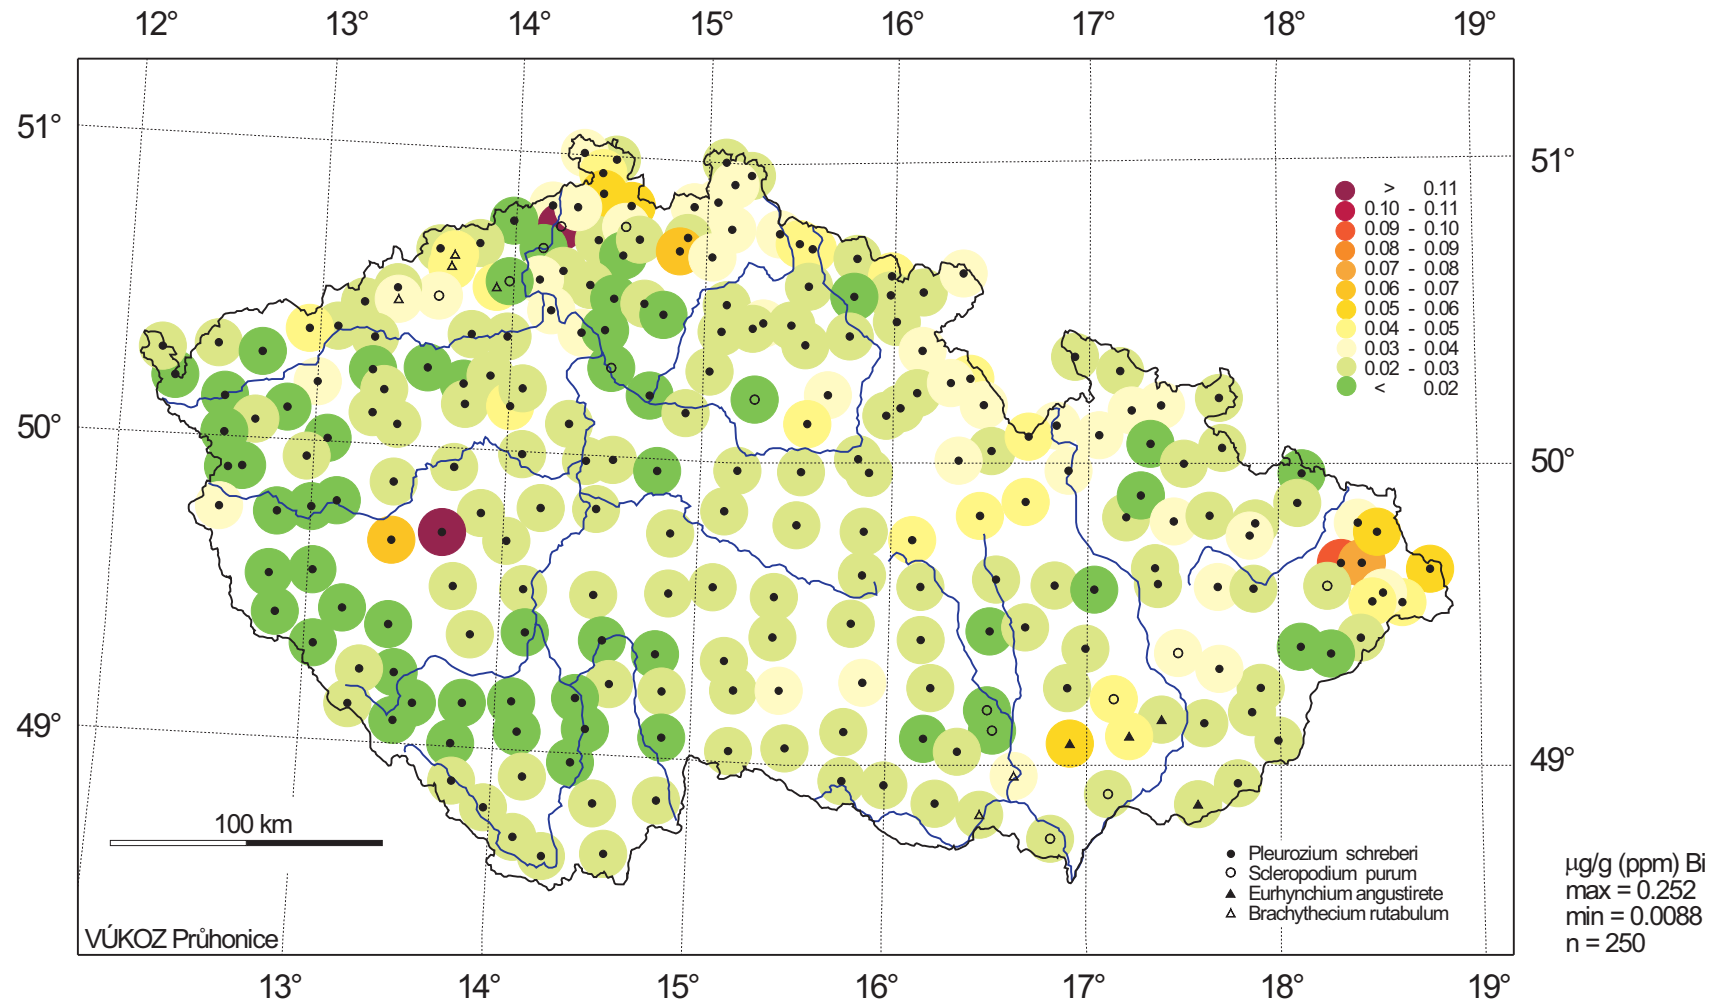 12° 13° 14° 15° 16° 17° 18° 19°
51°
51°
> 0.11
0.10 - 0.11
0.09 - 0.10
0.08 - 0.09
0.07 - 0.08
0.06 - 0.07
0.05 - 0.06
0.04 - 0.05
0.03 - 0.04
0.02 - 0.03
< 0.02
50°
50°
49°
49°
100 km
Pleurozium schreberi
Scleropodium purum
Eurhynchium angustirete
Brachythecium rutabulum
µg/g (ppm) Bi
max = 0.252
min = 0.0088
n = 250
VÚKOZ Průhonice
13° 14° 15° 16° 17° 18° 19°